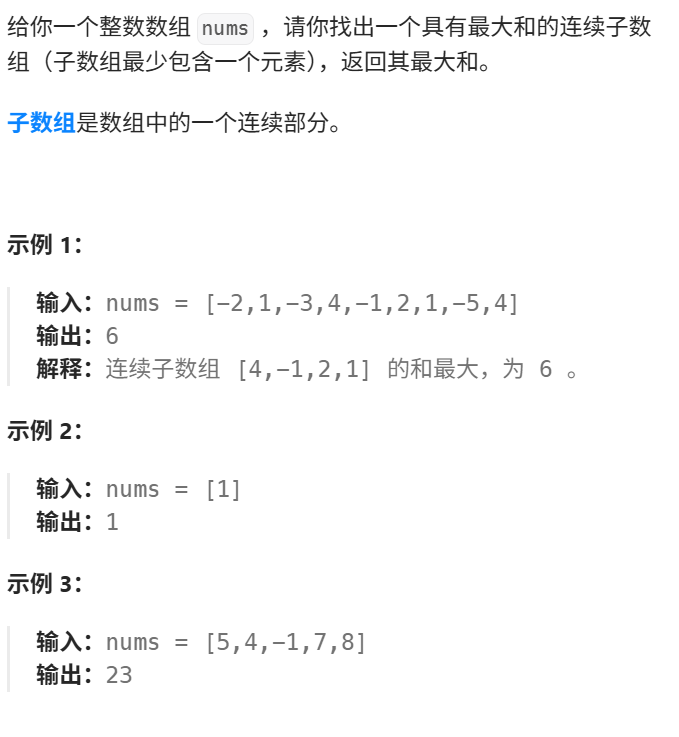 给你一个整数数组 nums ，请你找出一个具有最大和的连续子数
组（子数组最少包含一个元素），返回其最大和。
子数组是数组中的一个连续部分。
示例 1：
输入：nums = [-2,1,-3,4,-1,2,1,-5,4]
输出：6
解释：连续子数组 [4,-1,2,1] 的和最大，为 6 。
示例 2：
输入：nums = [1]
输出：1
示例 3：
输入：nums = [5,4,-1,7,8]
输出：23